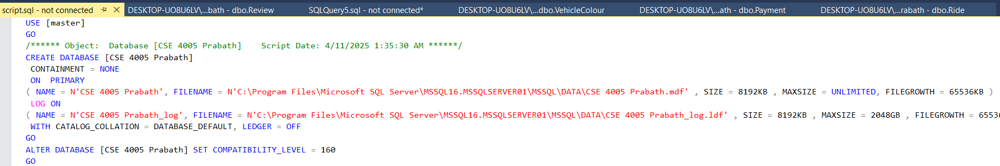 script.sql - not connected DESKTOP-UO8U6LV\...bath - dbo.Review SQLQuery5.sql - not connected* DESKTOP-UO8U6LV\...dbo.VehicleColour DESKTOP-UO8U6LV\...ath - dbo.Payment DESKTOP-UO8U6LV\...rabath - dbo.Ride
USE [master]
GO
/****** Object:  Database [CSE 4005 Prabath]    Script Date: 4/11/2025 1:35:30 AM ******/
CREATE DATABASE [CSE 4005 Prabath]
 CONTAINMENT = NONE
 ON  PRIMARY
( NAME = N'CSE 4005 Prabath', FILENAME = N'C:\Program Files\Microsoft SQL Server\MSSQL16.MSSQLSERVER01\MSSQL\DATA\CSE 4005 Prabath.mdf' , SIZE = 8192KB , MAXSIZE = UNLIMITED, FILEGROWTH = 65536KB )
 LOG ON
( NAME = N'CSE 4005 Prabath_log', FILENAME = N'C:\Program Files\Microsoft SQL Server\MSSQL16.MSSQLSERVER01\MSSQL\DATA\CSE 4005 Prabath_log.ldf' , SIZE = 8192KB , MAXSIZE = 2048GB , FILEGROWTH =
 WITH CATALOG_COLLATION = DATABASE_DEFAULT, LEDGER = OFF
GO
ALTER DATABASE [CSE 4005 Prabath] SET COMPATIBILITY_LEVEL = 160
GO